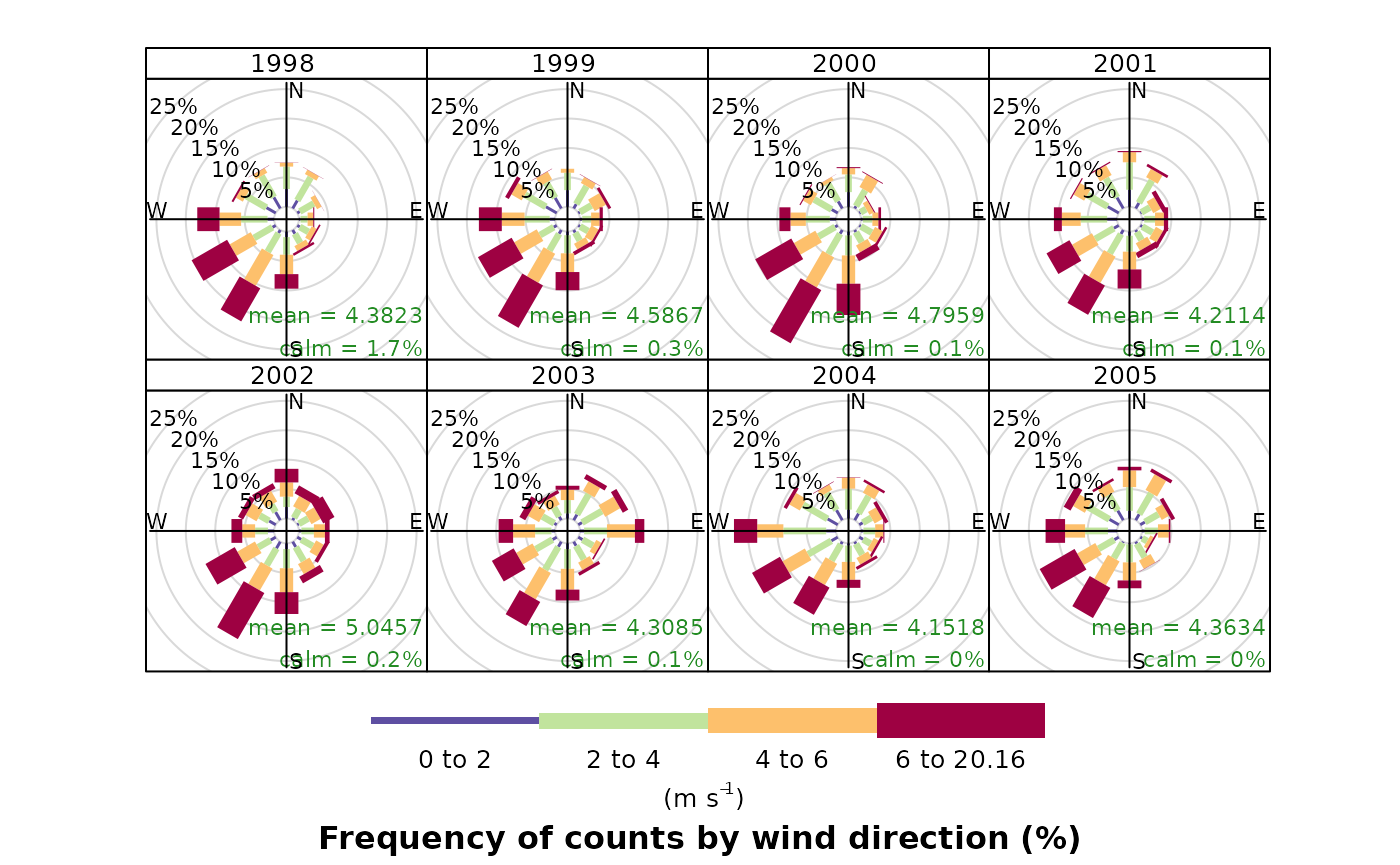 1998 1999 2000 2001
N N N N
25% 25% 25% 25%
20% 20% 20% 20%
15% 15% 15% 15%
10% 10% 10% 10%
5% 5% 5% 5%
W E W E W E W E
mean = 4.3823 mean = 4.5867 mean = 4.7959 mean = 4.2114
S calm = 1.7% S calm = 0.3% S calm = 0.1% S calm = 0.1%
2002 2003 2004 2005
N N N N
25% 25% 25% 25%
20% 20% 20% 20%
15% 15% 15% 15%
10% 10% 10% 10%
5% 5% 5% 5%
W E W E W E W E
mean = 5.0457 mean = 4.3085 mean = 4.1518 mean = 4.3634
S calm = 0.2% S calm = 0.1% S calm = 0% S calm = 0%
0 to 2 2 to 4 4 to 6 6 to 20.16
(m s⁻¹)
Frequency of counts by wind direction (%)